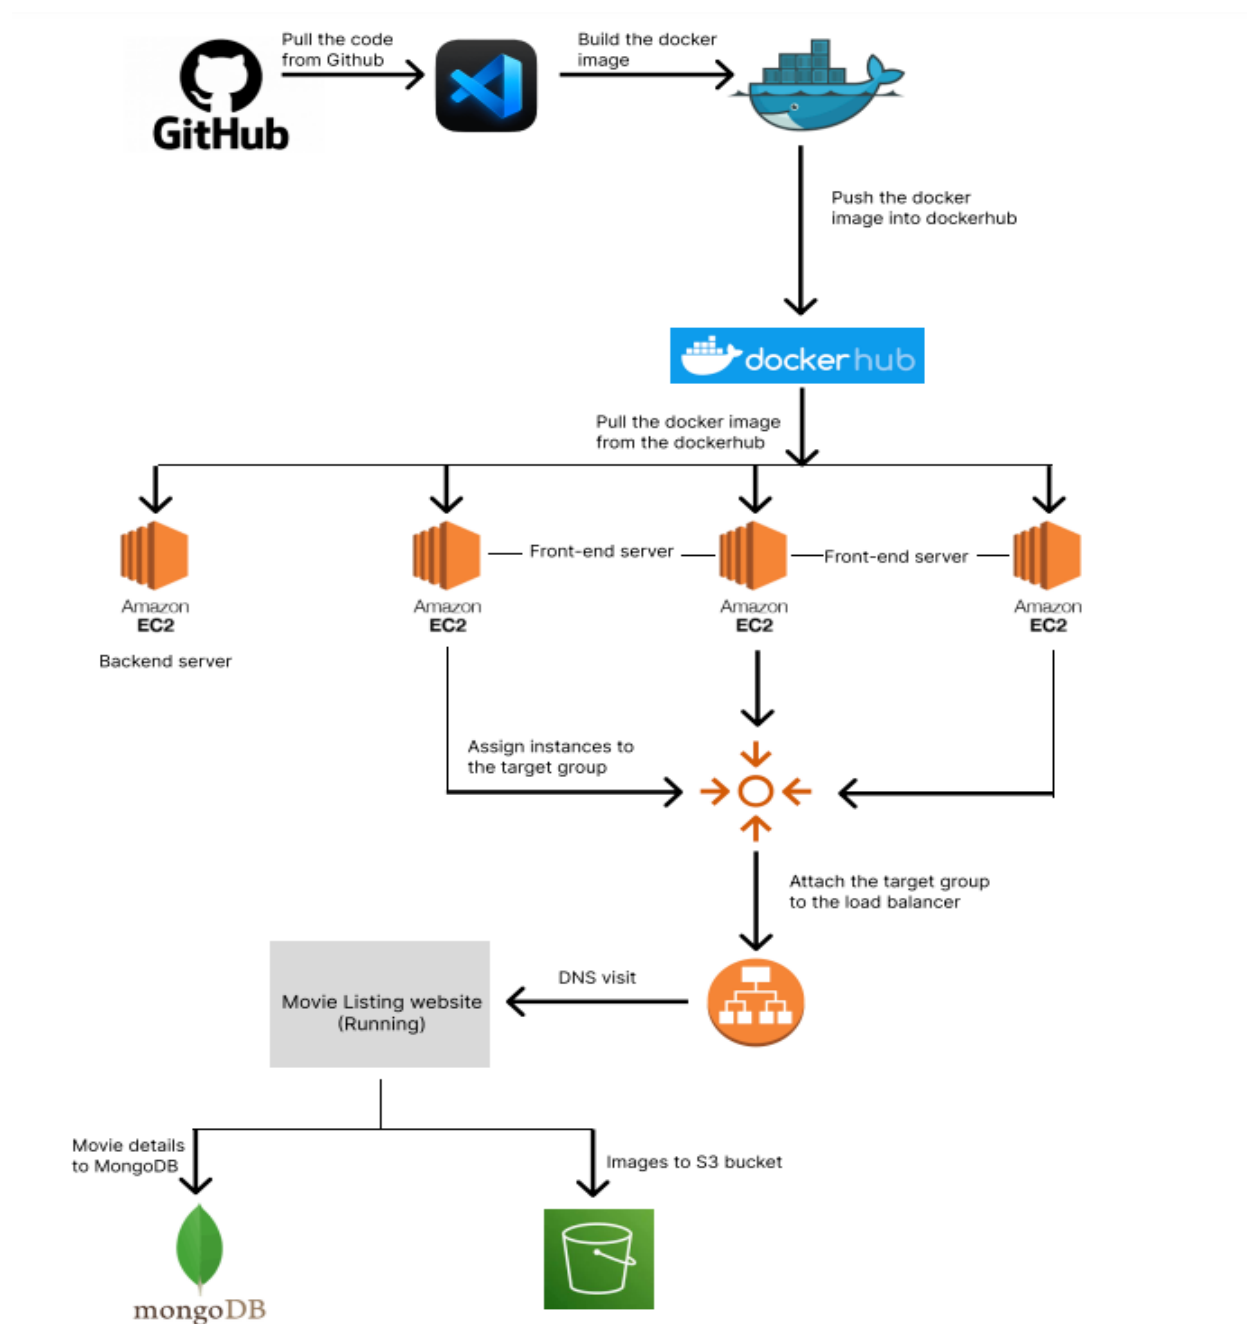 Pull the code
from Github
Build the docker
image
GitHub
Push the docker
image into dockerhub
dockerhub
Pull the docker image
from the dockerhub
Front-end server
Front-end server
Amazon
EC2
Amazon
EC2
Amazon
EC2
Amazon
EC2
Backend server
Assign instances to
the target group
Attach the target group
to the load balancer
DNS visit
Movie Listing website
(Running)
Movie details
to MongoDB
Images to S3 bucket
mongoDB